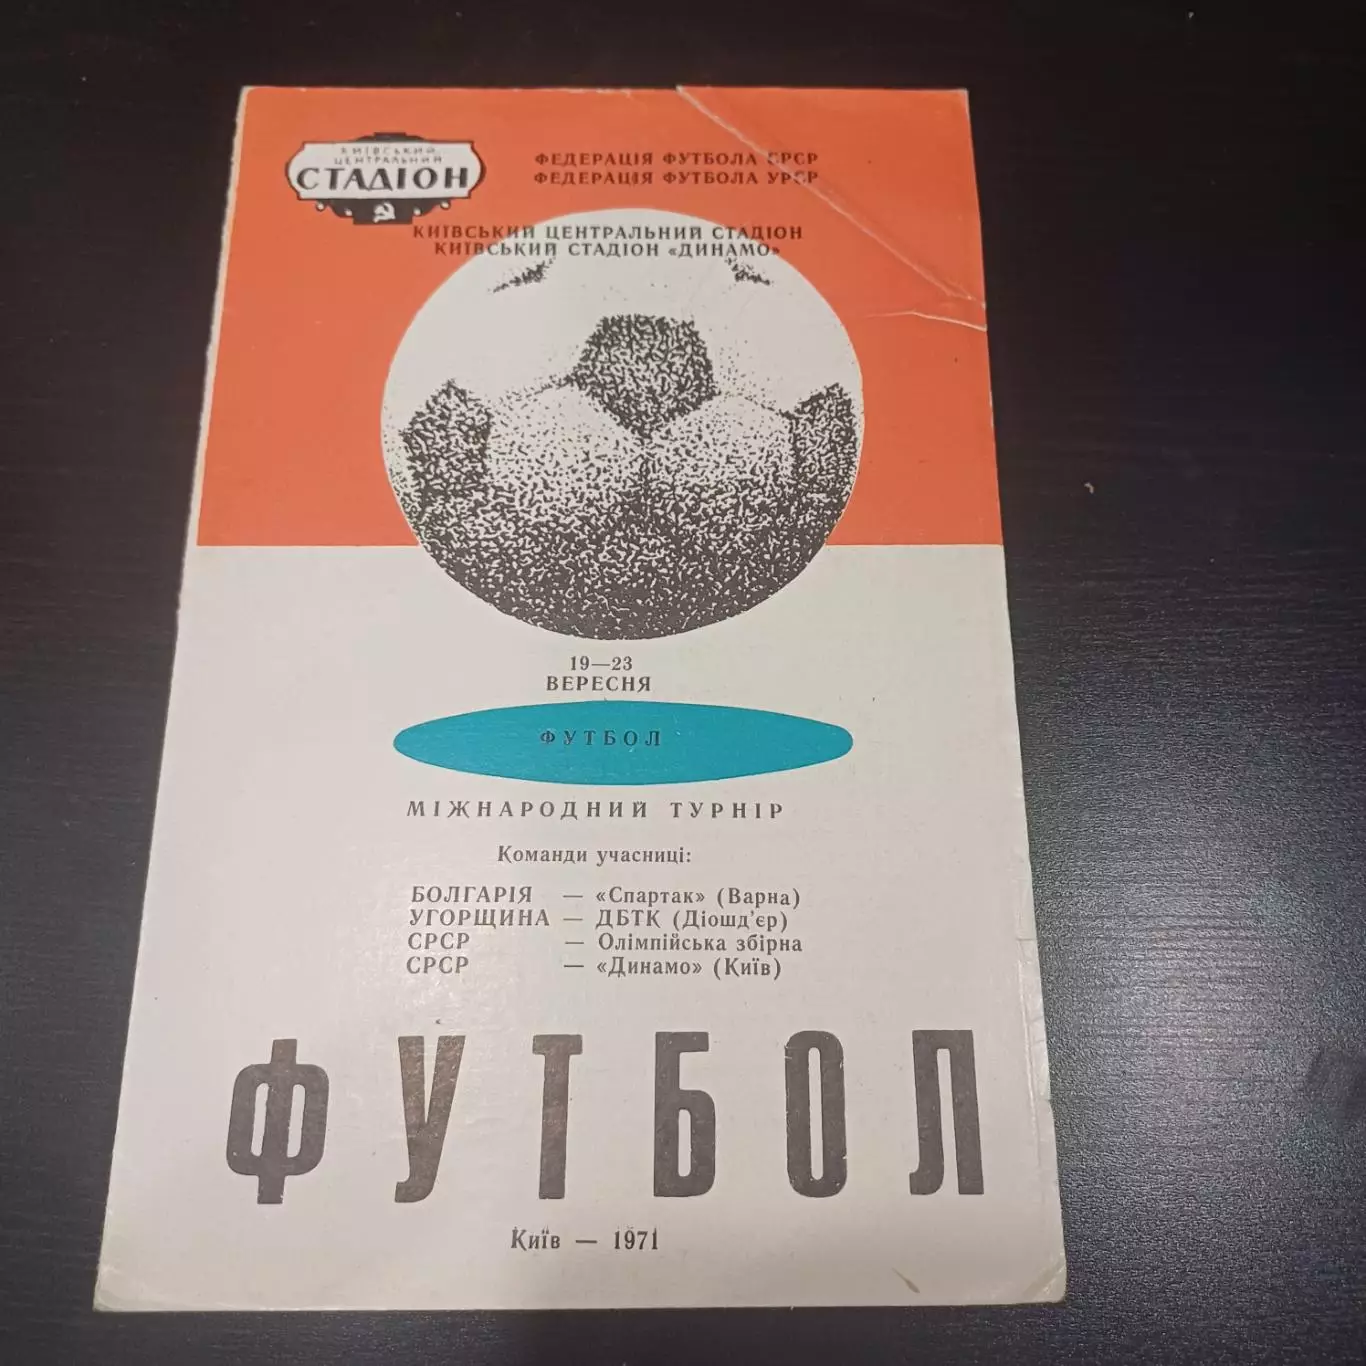 КИЇВСЬКИЙ
ЦЕНТРАЛЬНИЙ
СТАДІОН
ФЕДЕРАЦІЯ ФУТБОЛА СРСР
ФЕДЕРАЦІЯ ФУТБОЛА УРСР
КИЇВСЬКИЙ ЦЕНТРАЛЬНИЙ СТАДІОН
КИЇВСЬКИЙ СТАДІОН «ДИНАМО»
19—23
ВЕРЕСНЯ
ФУТБОЛ
МІЖНАРОДНИЙ ТУРНІР
Команди учасниці:
БОЛГАРІЯ — «Спартак» (Варна)
УГОРЩИНА — ДБТК (Діошд'єр)
СРСР — Олімпійська збірна
СРСР — «Динамо» (Київ)
ФУТБОЛ
Київ — 1971